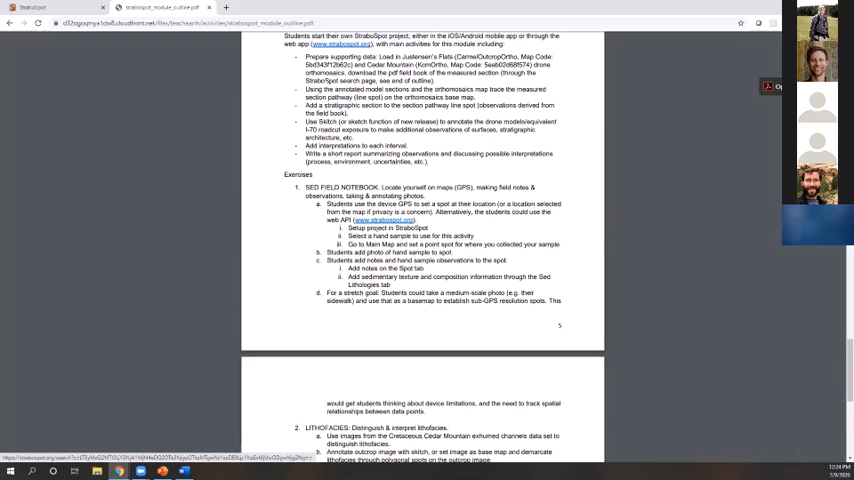 StraboSpot
strabospot_module_outline.pdf
d32ogoqmya1dw8.cloudfront.net/files/teachearth/activities/strabospot_module_outline.pdf
Students start their own StraboSpot project, either in the iOS/Android mobile app or through the
web app (www.strabospot.org), with main activities for this module including:
- Prepare supporting data: Load in Justensen's Flats (CarmelOutcropOrtho, Map Code:
5bd343f12b62c) and Cedar Mountain (KcmOrtho, Map Code: 5eab02d68f574) drone
orthomosaics, download the pdf field book of the measured section (through the
StraboSpot search page, see end of outline).
- Using the annotated model sections and the orthomosaics map trace the measured
section pathway (line spot) on the orthomosaics base map.
- Add a stratigraphic section to the section pathway line spot (observations derived from
the field book).
- Use Skitch (or sketch function of new release) to annotate the drone models/equivalent
I-70 roadcut exposure to make additional observations of surfaces, stratigraphic
architecture, etc.
- Add interpretations to each interval.
- Write a short report summarizing observations and discussing possible interpretations
(process, environment, uncertainties, etc.).
Exercises
1. SED FIELD NOTEBOOK: Locate yourself on maps (GPS), making field notes &
observations, taking & annotating photos.
a. Students use the device GPS to set a spot at their location (or a location selected
from the map if privacy is a concern). Alternatively, the students could use the
web API (www.strabospot.org).
i. Setup project in StraboSpot
ii. Select a hand sample to use for this activity
iii. Go to Main Map and set a point spot for where you collected your sample
b. Students add photo of hand sample to spot.
c. Students add notes and hand sample observations to the spot.
i. Add notes on the Spot tab
ii. Add sedimentary texture and composition information through the Sed
Lithologies tab
d. For a stretch goal: Students could take a medium-scale photo (e.g. their
sidewalk) and use that as a basemap to establish sub-GPS resolution spots. This
5
would get students thinking about device limitations, and the need to track spatial
relationships between data points.
2. LITHOFACIES: Distinguish & interpret lithofacies.
a. Use images from the Cretaceous Cedar Mountain exhumed channels data set to
distinguish lithofacies.
b. Annotate outcrop image with skitch, or set image as base map and demarcate
lithofacies through polygonal spots on the outcrop image.
12:24 PM
7/9/2020